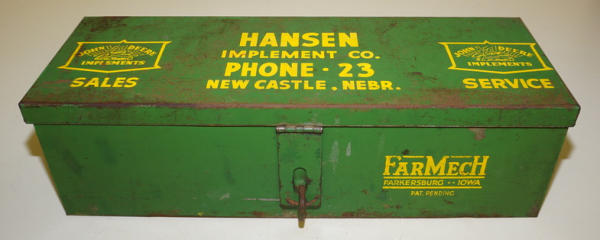 JOHN DEERE
IMPLEMENTS
SALES
HANSEN
IMPLEMENT CO.
PHONE - 23
NEW CASTLE, NEBR.
JOHN DEERE
IMPLEMENTS
SERVICE
FARMECH
PARKERSBURG -- IOWA
PAT. PENDING